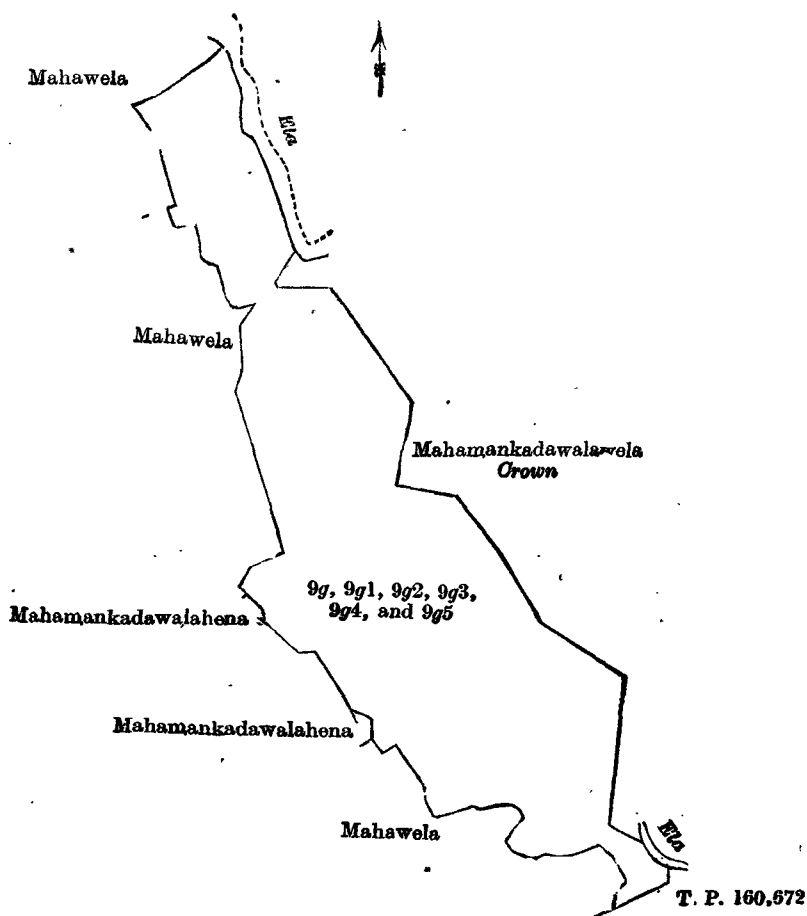 Mahawela
Ela
Mahawela
Mahamankadawalawela
Crown
9g, 9g1, 9g2, 9g3,
9g4, and 9g5
Mahamankadawalahena
Mahamankadawalahena
Mahawela
Ela
T. P. 160,672